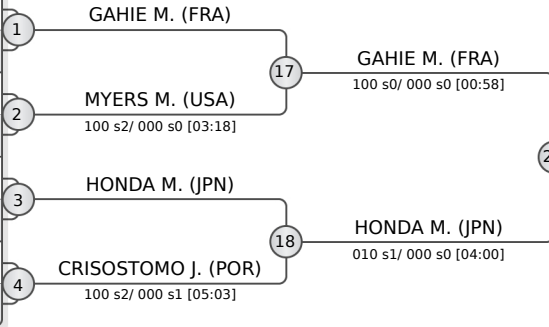 1
GAHIE M. (FRA)
17
GAHIE M. (FRA)
100 s0/ 000 s0 [00:58]
2
MYERS M. (USA)
100 s2/ 000 s0 [03:18]
3
HONDA M. (JPN)
18
HONDA M. (JPN)
010 s1/ 000 s0 [04:00]
4
CRISOSTOMO J. (POR)
100 s2/ 000 s1 [05:03]